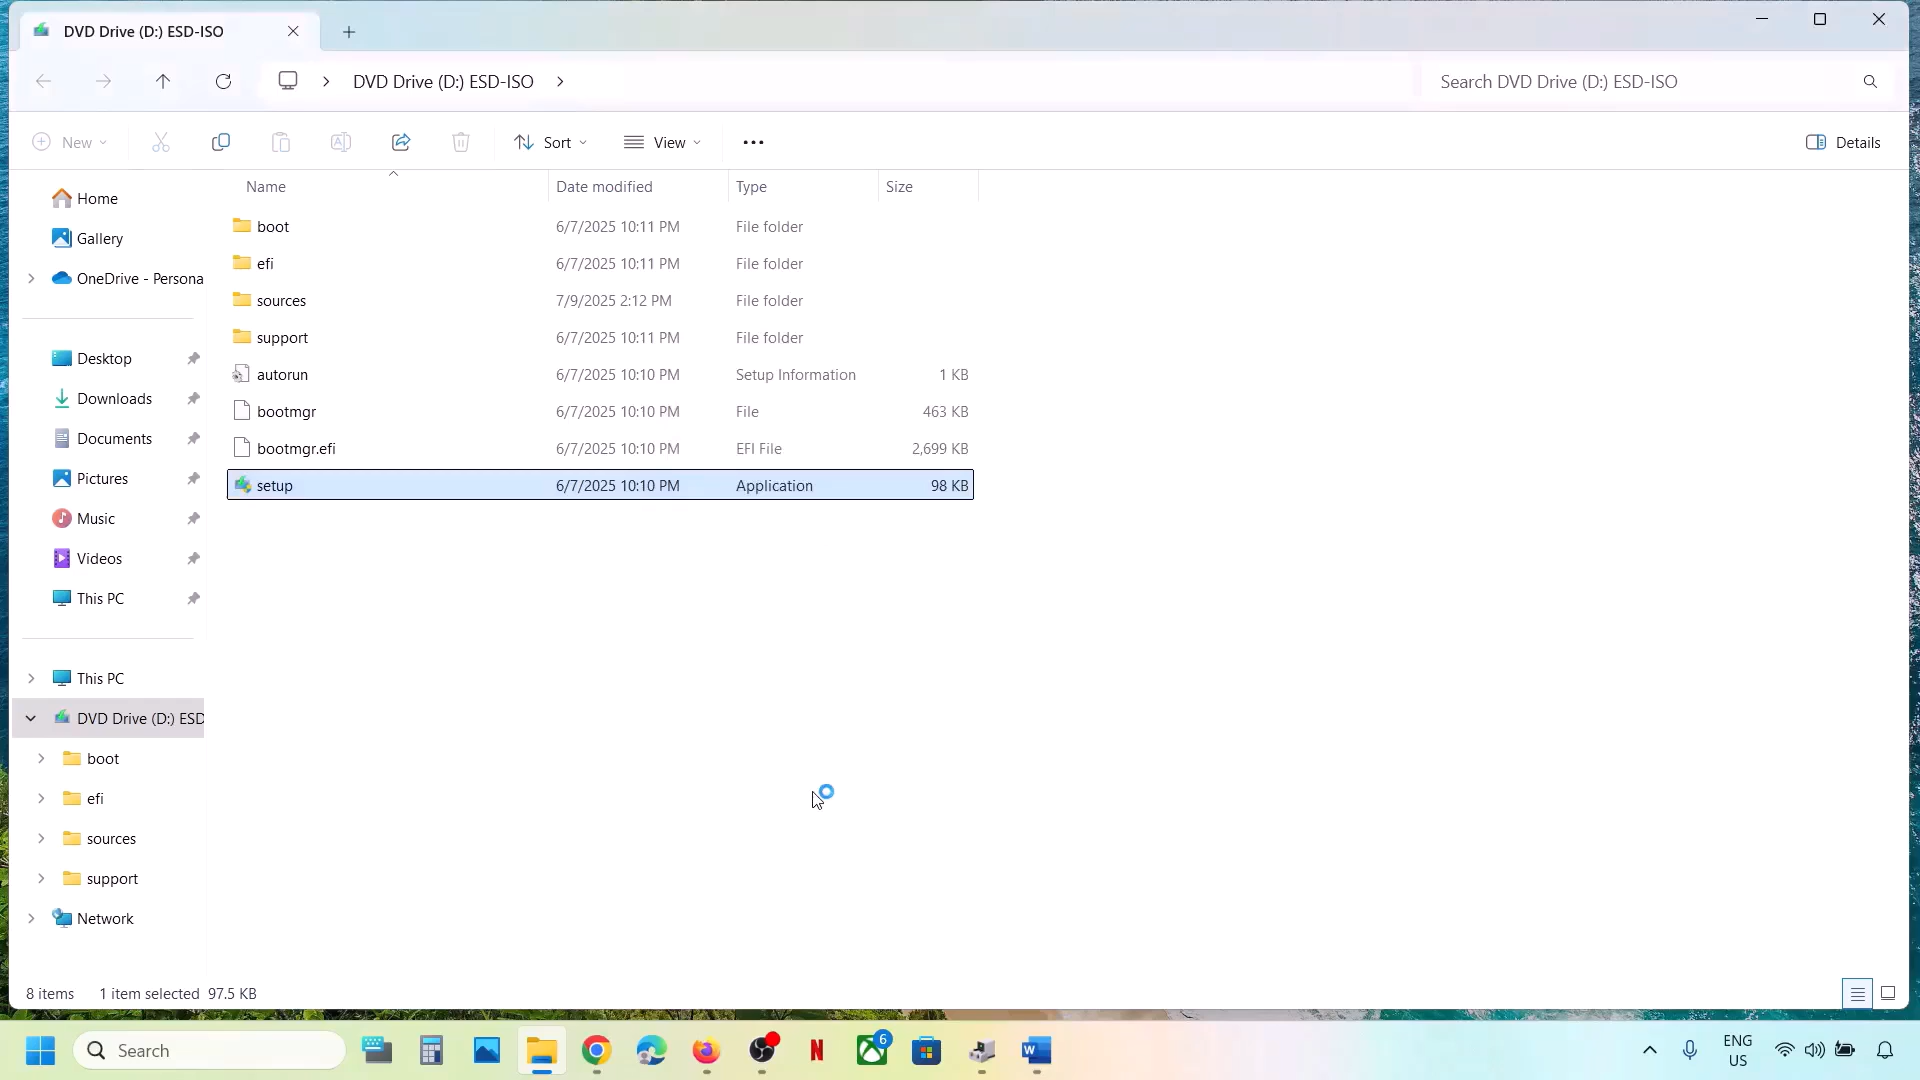 DVD Drive (D:) ESD-ISO
DVD Drive (D:) ESD-ISO
Search DVD Drive (D:) ESD-ISO
New
Sort
View
Details
Name Date modified Type Size
boot 6/7/2025 10:11 PM File folder
efi 6/7/2025 10:11 PM File folder
sources 7/9/2025 2:12 PM File folder
support 6/7/2025 10:11 PM File folder
autorun 6/7/2025 10:10 PM Setup Information 1 KB
bootmgr 6/7/2025 10:10 PM File 463 KB
bootmgr.efi 6/7/2025 10:10 PM EFI File 2,699 KB
setup 6/7/2025 10:10 PM Application 98 KB
Home
Gallery
OneDrive - Persona
Desktop
Downloads
Documents
Pictures
Music
Videos
This PC
This PC
DVD Drive (D:) ESD
boot
efi
sources
support
Network
8 items 1 item selected 97.5 KB
Search
N
6
W
ENG
US